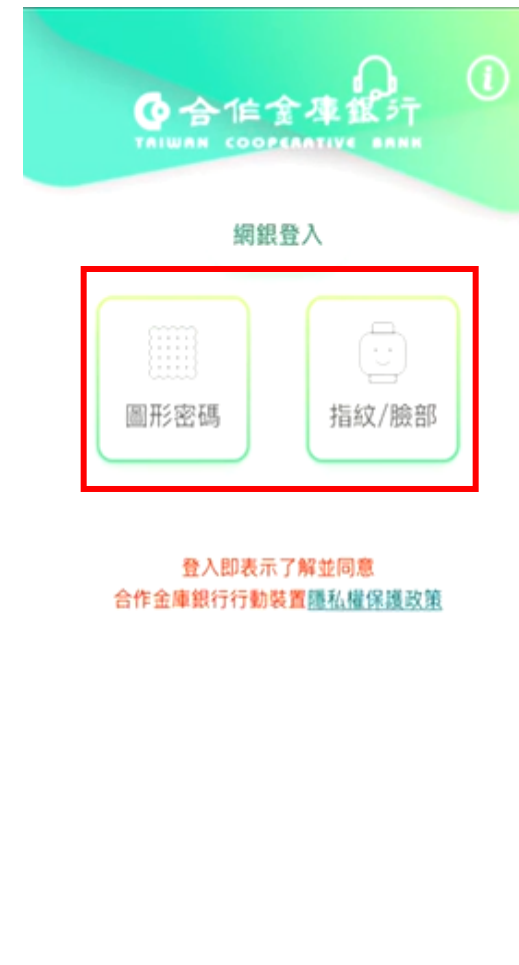 合作金庫銀行
TAIWAN COOPERATIVE BANK
網銀登入
圖形密碼
指紋/臉部
登入即表示了解並同意
合作金庫銀行行動裝置隱私權保護政策